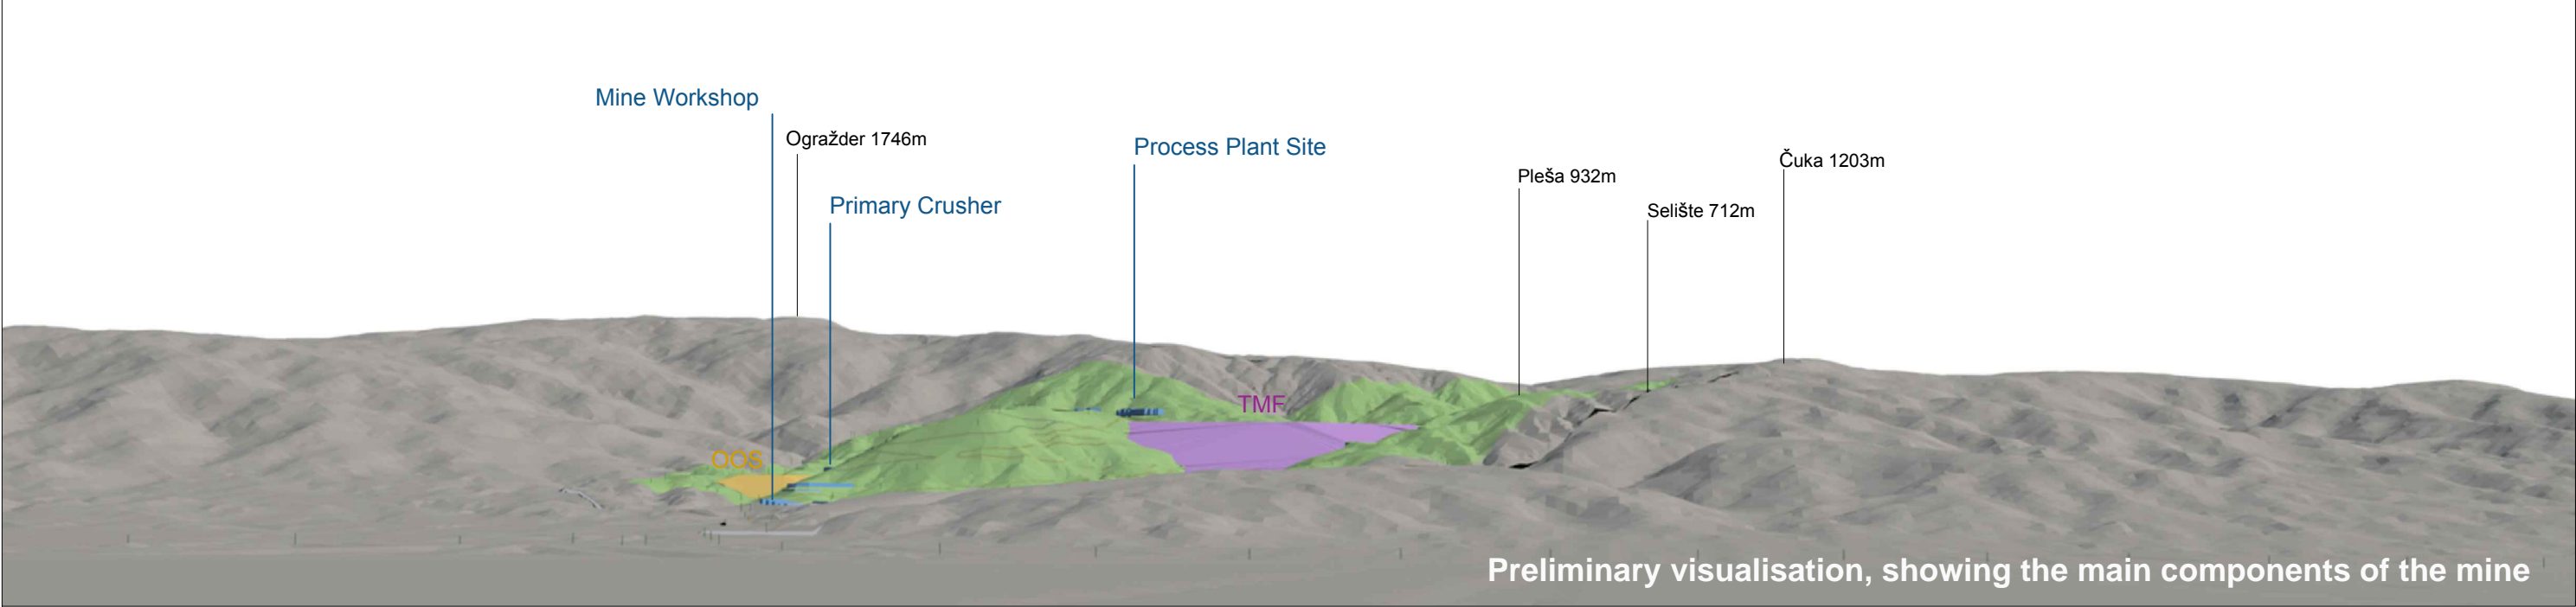 Mine Workshop
Ogražder 1746m
Process Plant Site
Čuka 1203m
Pleša 932m
Primary Crusher
Selište 712m
TMF
OOS
Preliminary visualisation, showing the main components of the mine